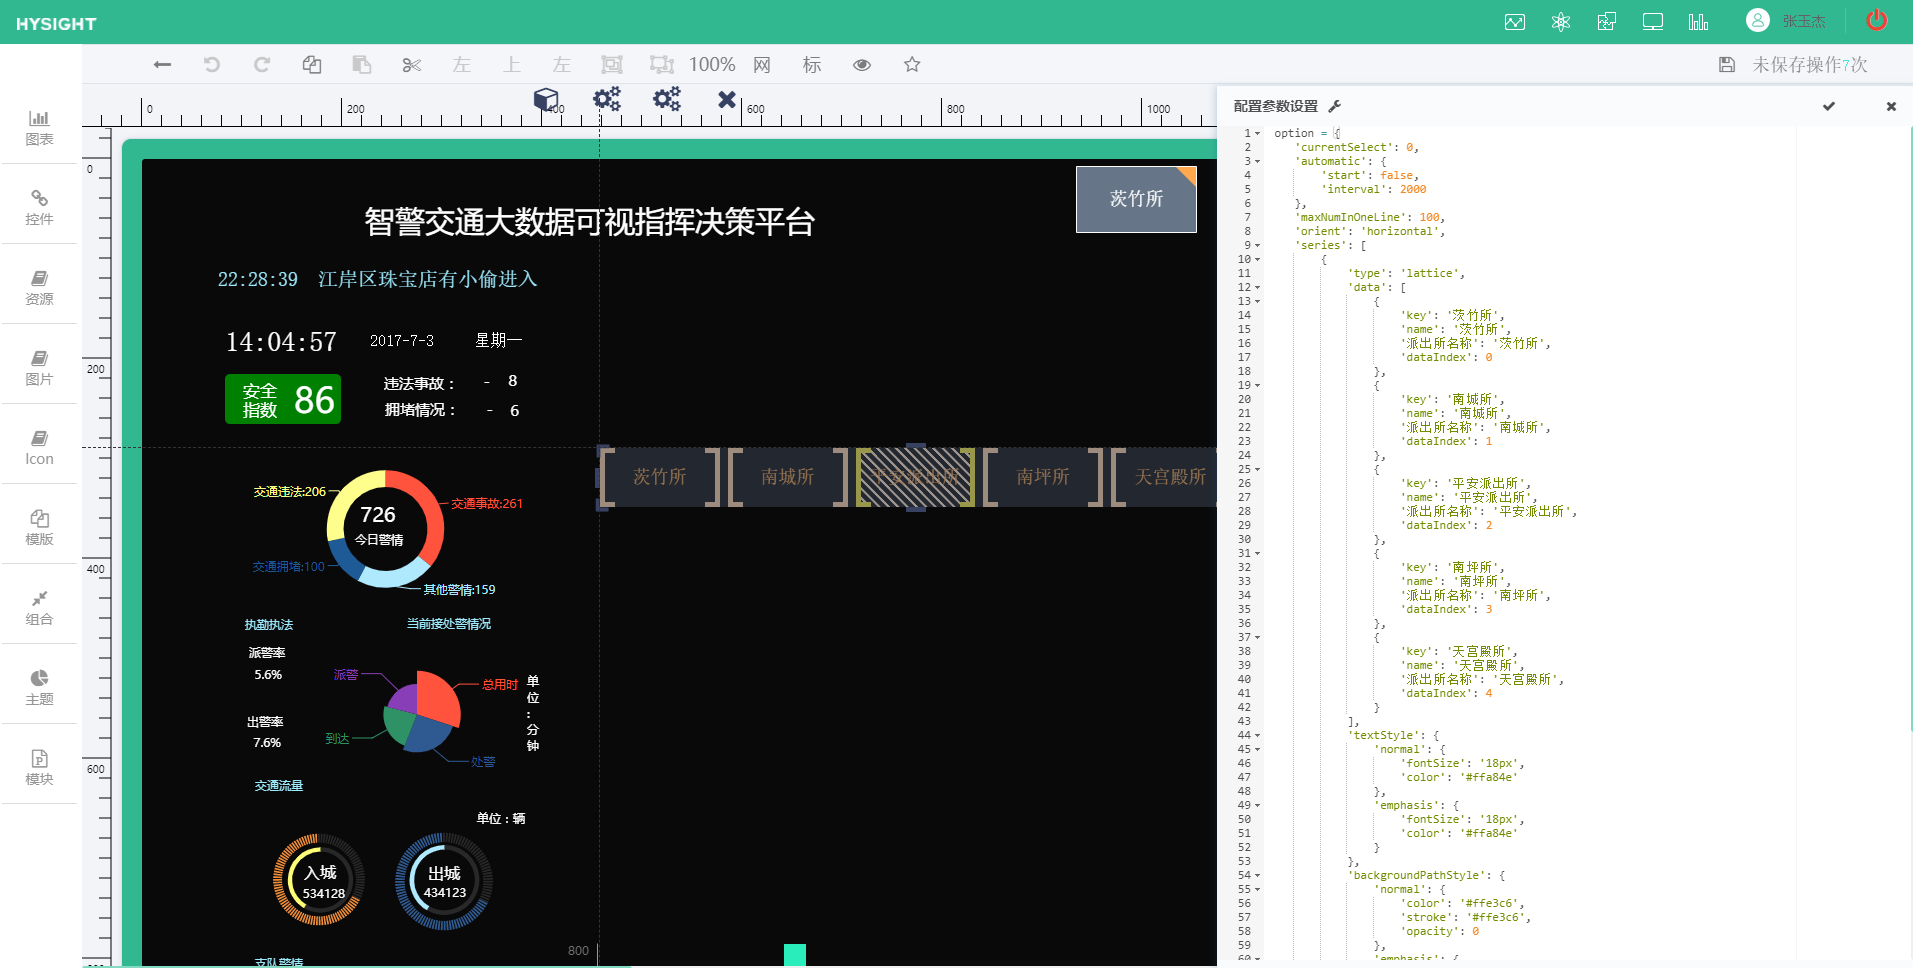 HYSIGHT
张玉杰
左
上
左
100%
网
标
未保存操作7次
图表
控件
资源
图片
Icon
模版
组合
主题
模块
0
200
400
600
800
1000
0
200
400
600
智警交通大数据可视指挥决策平台
茨竹所
22:28:39 江岸区珠宝店有小偷进入
14:04:57
2017-7-3
星期一
安全
指数
86
违法事故： - 8
拥堵情况： - 6
茨竹所
南城所
平安派出所
南坪所
天宫殿所
交通违法:206
交通事故:261
726
今日警情
交通拥堵:100
其他警情:159
执勤执法
当前接处警情况
派警率
5.6%
出警率
7.6%
派警
总用时
到达
处警
单位:分钟
交通流量
单位：辆
入城
534128
出城
434123
支队警情
800
配置参数设置
1 option = {
2 'currentSelect': 0,
3 'automatic': {
4 'start': false,
5 'interval': 2000
6 },
7 'maxNumInOneLine': 100,
8 'orient': 'horizontal',
9 'series': [
10 {
11 'type': 'lattice',
12 'data': [
13 {
14 'key': '茨竹所',
15 'name': '茨竹所',
16 '派出所名称': '茨竹所',
17 'dataIndex': 0
18 },
19 {
20 'key': '南城所',
21 'name': '南城所',
22 '派出所名称': '南城所',
23 'dataIndex': 1
24 },
25 {
26 'key': '平安派出所',
27 'name': '平安派出所',
28 '派出所名称': '平安派出所',
29 'dataIndex': 2
30 },
31 {
32 'key': '南坪所',
33 'name': '南坪所',
34 '派出所名称': '南坪所',
35 'dataIndex': 3
36 },
37 {
38 'key': '天宫殿所',
39 'name': '天宫殿所',
40 '派出所名称': '天宫殿所',
41 'dataIndex': 4
42 }
43 ],
44 'textStyle': {
45 'normal': {
46 'fontSize': '18px',
47 'color': '#ffa84e'
48 },
49 'emphasis': {
50 'fontSize': '18px',
51 'color': '#ffa84e'
52 }
53 },
54 'backgroundPathStyle': {
55 'normal': {
56 'color': '#ffe3c6',
57 'stroke': '#ffe3c6',
58 'opacity': 0
59 },
60 'emphasis': {